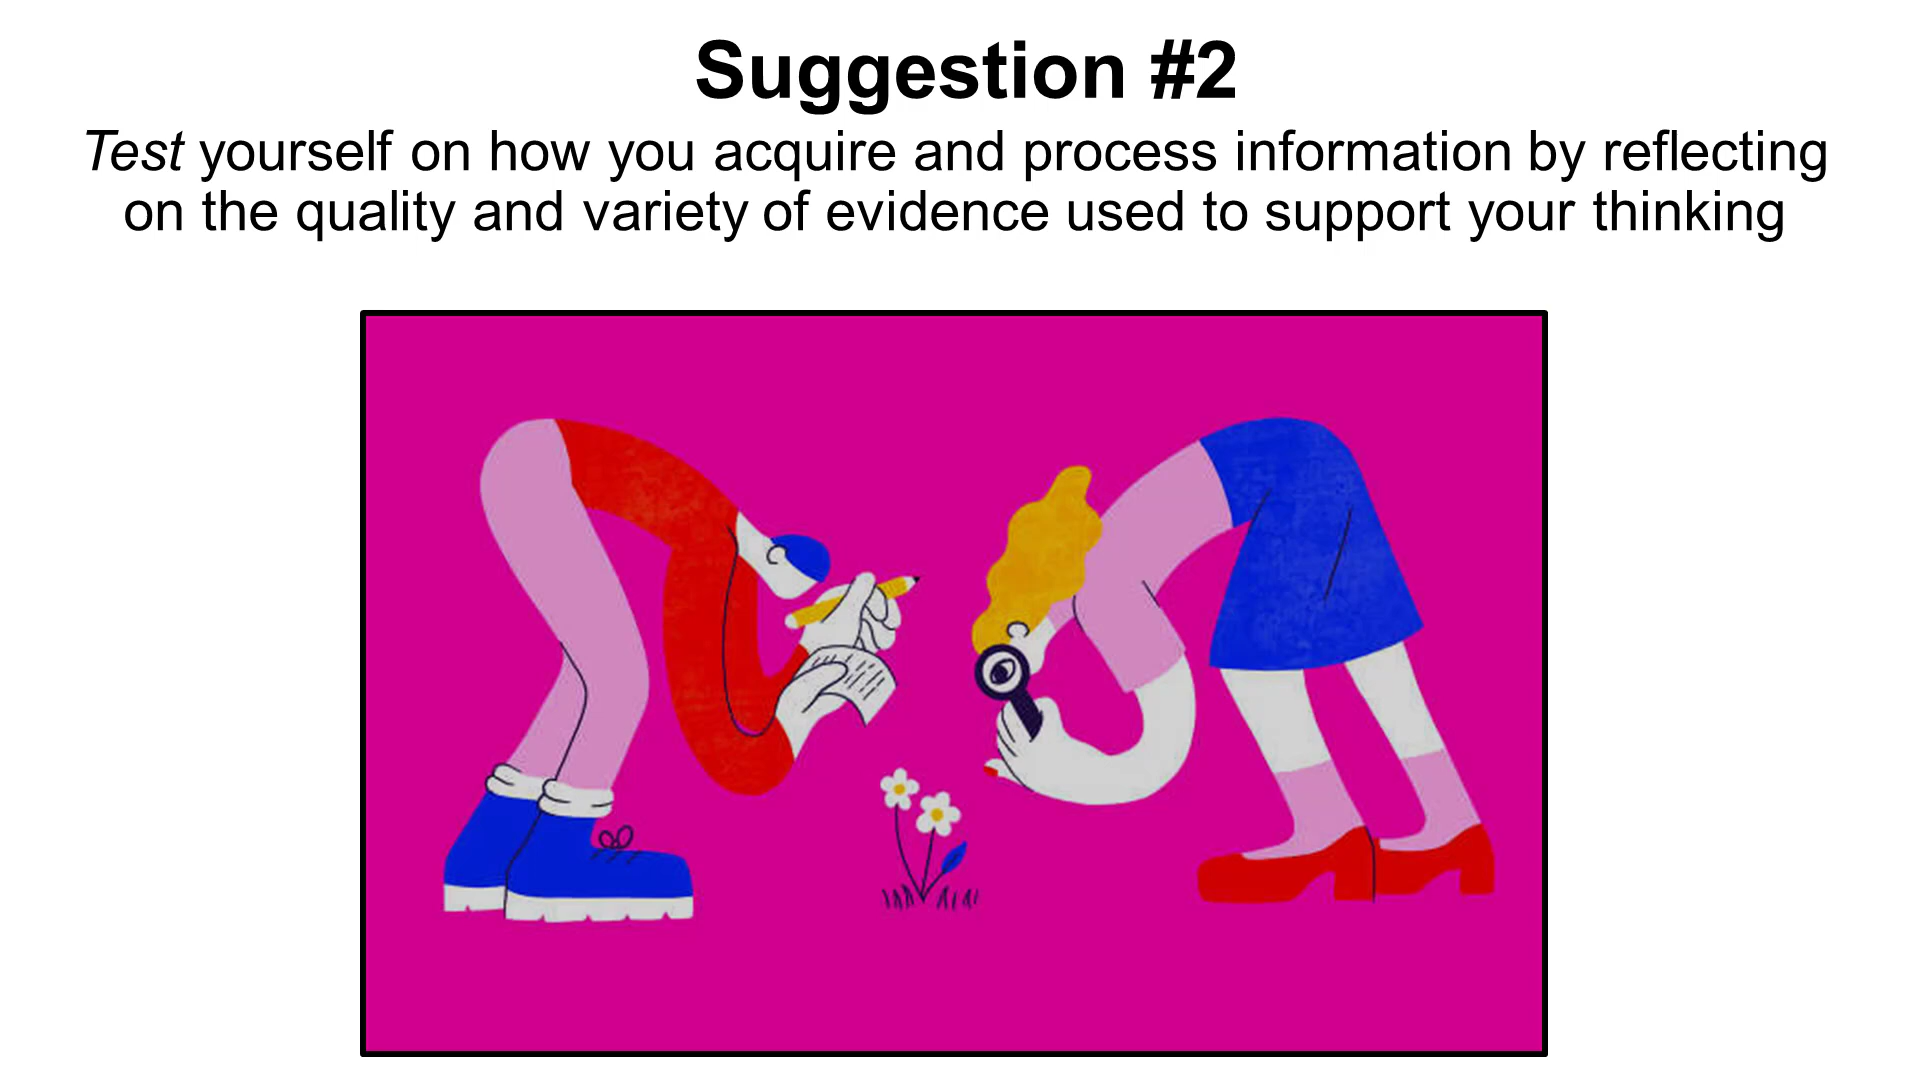 Suggestion #2
Test yourself on how you acquire and process information by reflecting
on the quality and variety of evidence used to support your thinking